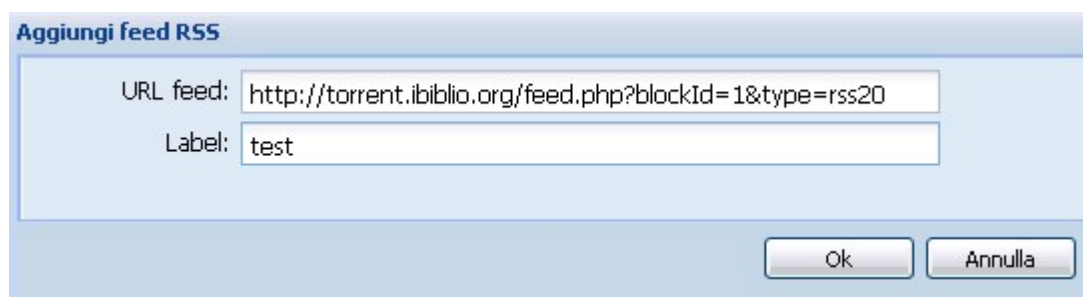 Aggiungi feed RSS
URL feed: http://torrent.ibiblio.org/feed.php?blockId=1&type=rss20
Label: test
Ok Annulla